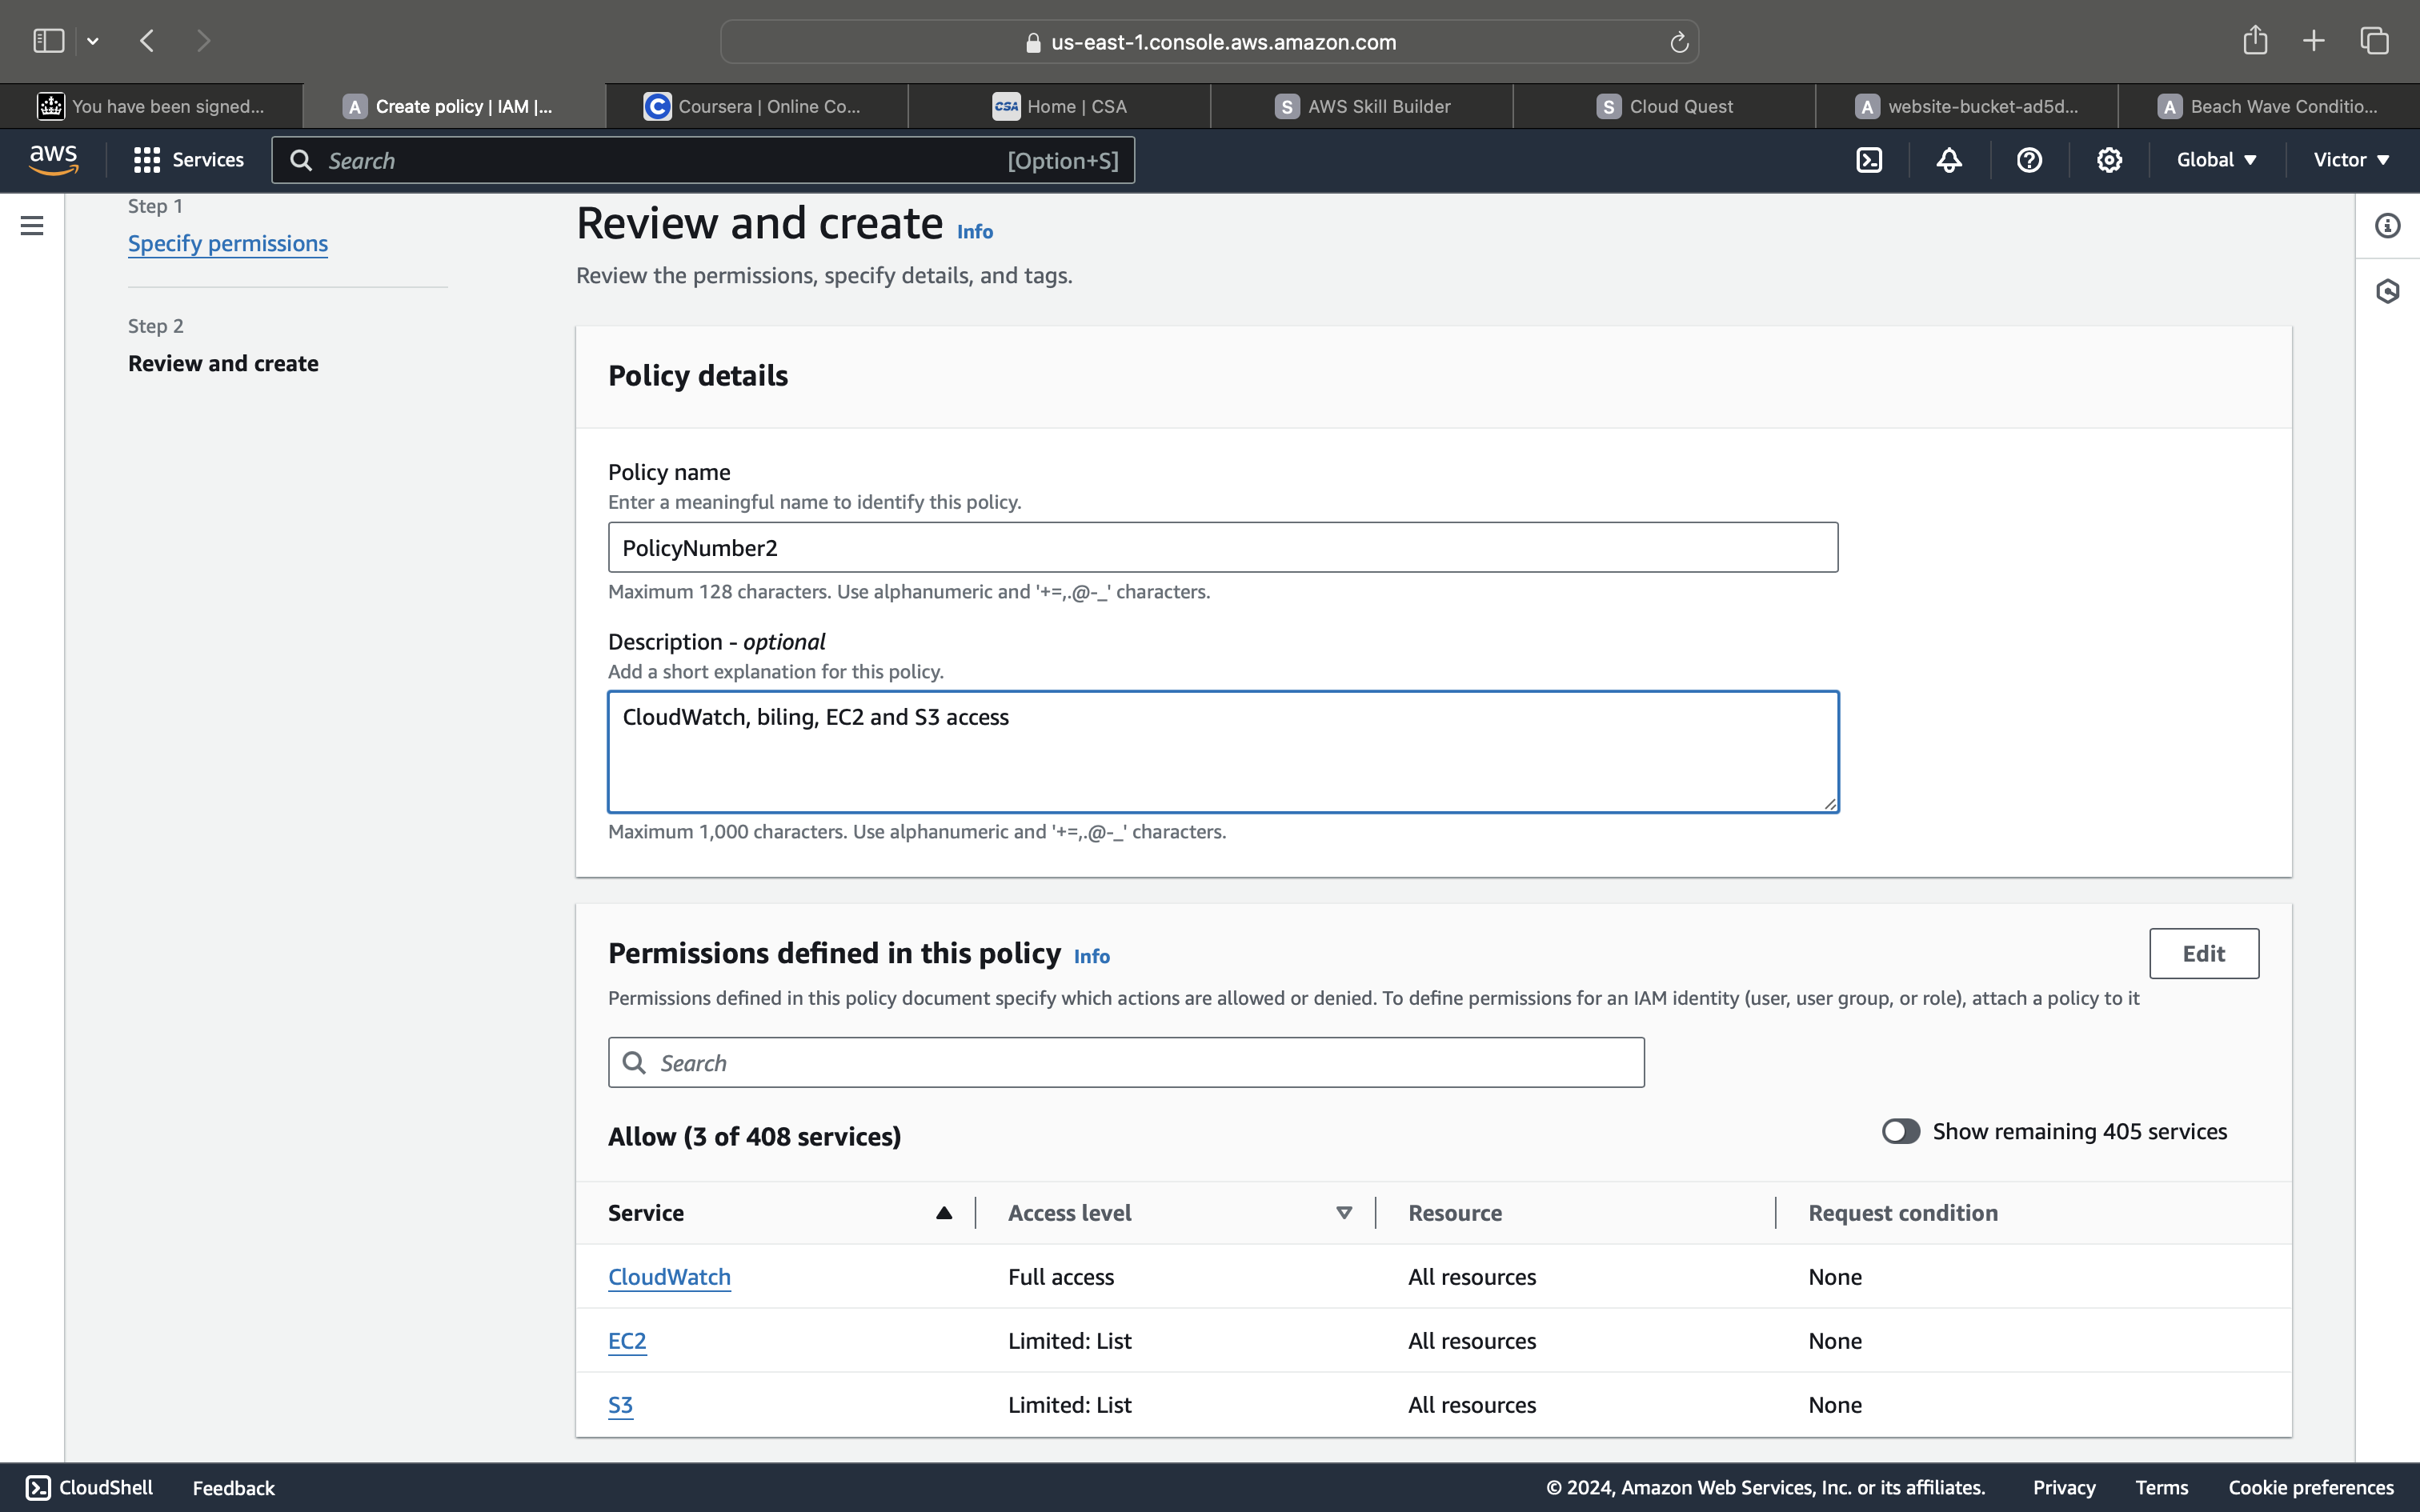 us-east-1.console.aws.amazon.com
You have been signed...
A Create policy | IAM |...
C Coursera | Online Co...
CSA Home | CSA
S AWS Skill Builder
S Cloud Quest
A website-bucket-ad5d...
A Beach Wave Conditio...
aws Services Search [Option+S] Global Victor
Step 1
Specify permissions
Step 2
Review and create
Review and create Info
Review the permissions, specify details, and tags.
Policy details
Policy name
Enter a meaningful name to identify this policy.
PolicyNumber2
Maximum 128 characters. Use alphanumeric and '+=,.@-_' characters.
Description - optional
Add a short explanation for this policy.
CloudWatch, biling, EC2 and S3 access
Maximum 1,000 characters. Use alphanumeric and '+=,.@-_' characters.
Permissions defined in this policy Info
Edit
Permissions defined in this policy document specify which actions are allowed or denied. To define permissions for an IAM identity (user, user group, or role), attach a policy to it
Search
Allow (3 of 408 services)
Show remaining 405 services
Service Access level Resource Request condition
CloudWatch Full access All resources None
EC2 Limited: List All resources None
S3 Limited: List All resources None
CloudShell Feedback © 2024, Amazon Web Services, Inc. or its affiliates. Privacy Terms Cookie preferences